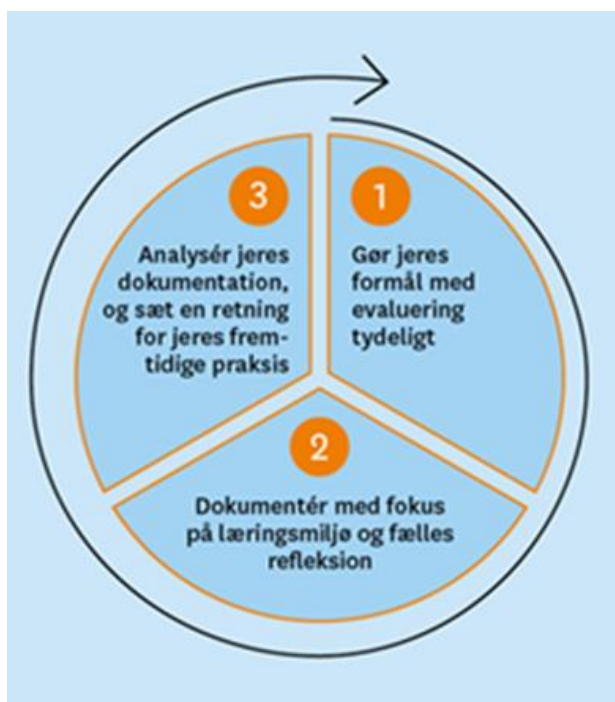 1
Gør jeres
formål med
evaluering
tydeligt
2
Dokumentér med fokus
på læringsmiljø og fælles
refleksion
3
Analysér jeres
dokumentation,
og sæt en retning
for jeres frem-
tidige praksis